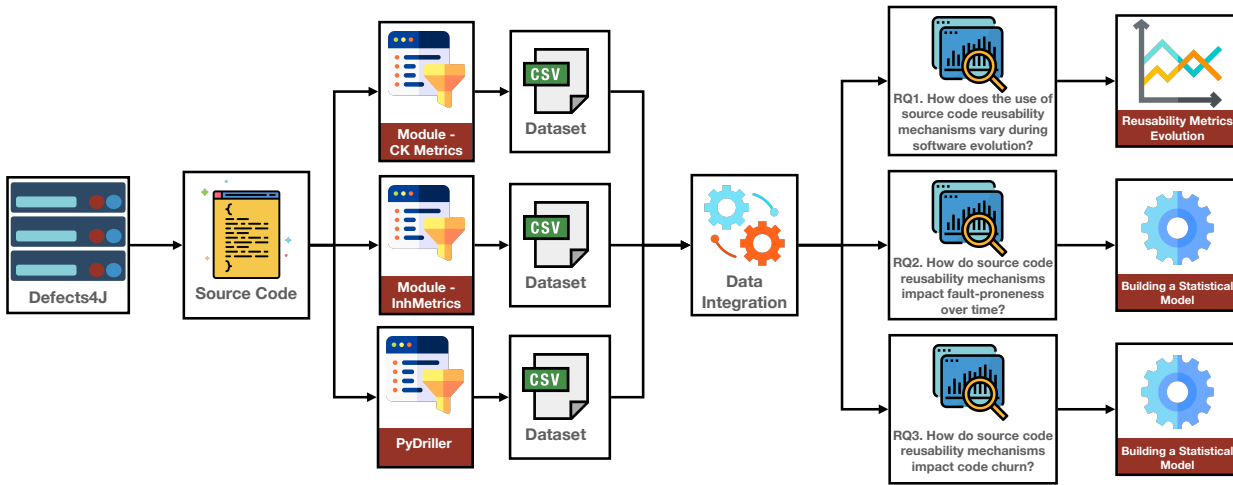 Defects4J
Source Code
{
}
Module -
CK Metrics
Module -
InhMetrics
PyDriller
CSV
Dataset
CSV
Dataset
CSV
Dataset
Data
Integration
RQ1. How does the use of
source code reusability
mechanisms vary during
software evolution?
RQ2. How do source code
reusability mechanisms
impact fault-proneness
over time?
RQ3. How do source code
reusability mechanisms
impact code churn?
Reusability Metrics
Evolution
Building a Statistical
Model
Building a Statistical
Model